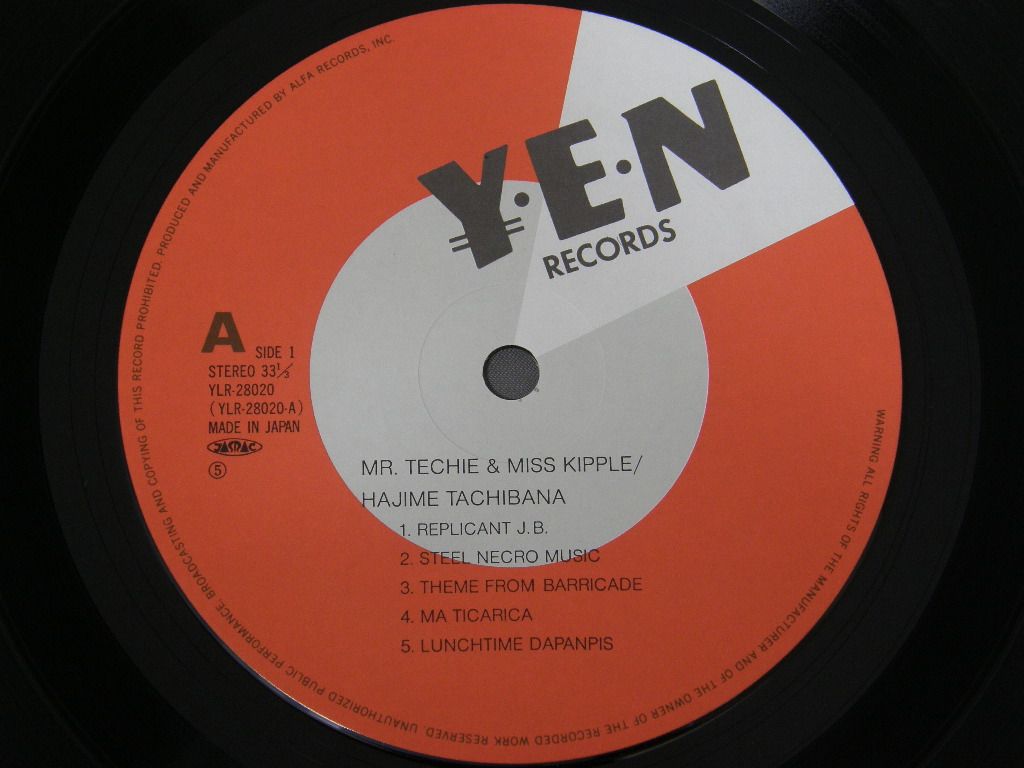 Y·E·N
RECORDS
A SIDE 1
STEREO 33 1/3
YLR-28020
(YLR-28020-A)
MADE IN JAPAN
JASRAC
⑤
MR. TECHIE & MISS KIPPLE/
HAJIME TACHIBANA
1. REPLICANT J.B.
2. STEEL NECRO MUSIC
3. THEME FROM BARRICADE
4. MA TICARICA
5. LUNCHTIME DAPANPIS
WARNING ALL RIGHTS OF THE MANUFACTURER AND OF THE OWNER OF THE RECORDED WORK RESERVED. UNAUTHORIZED PUBLIC PERFORMANCE, BROADCASTING AND COPYING OF THIS RECORD PROHIBITED. PRODUCED AND MANUFACTURED BY ALFA RECORDS, INC.